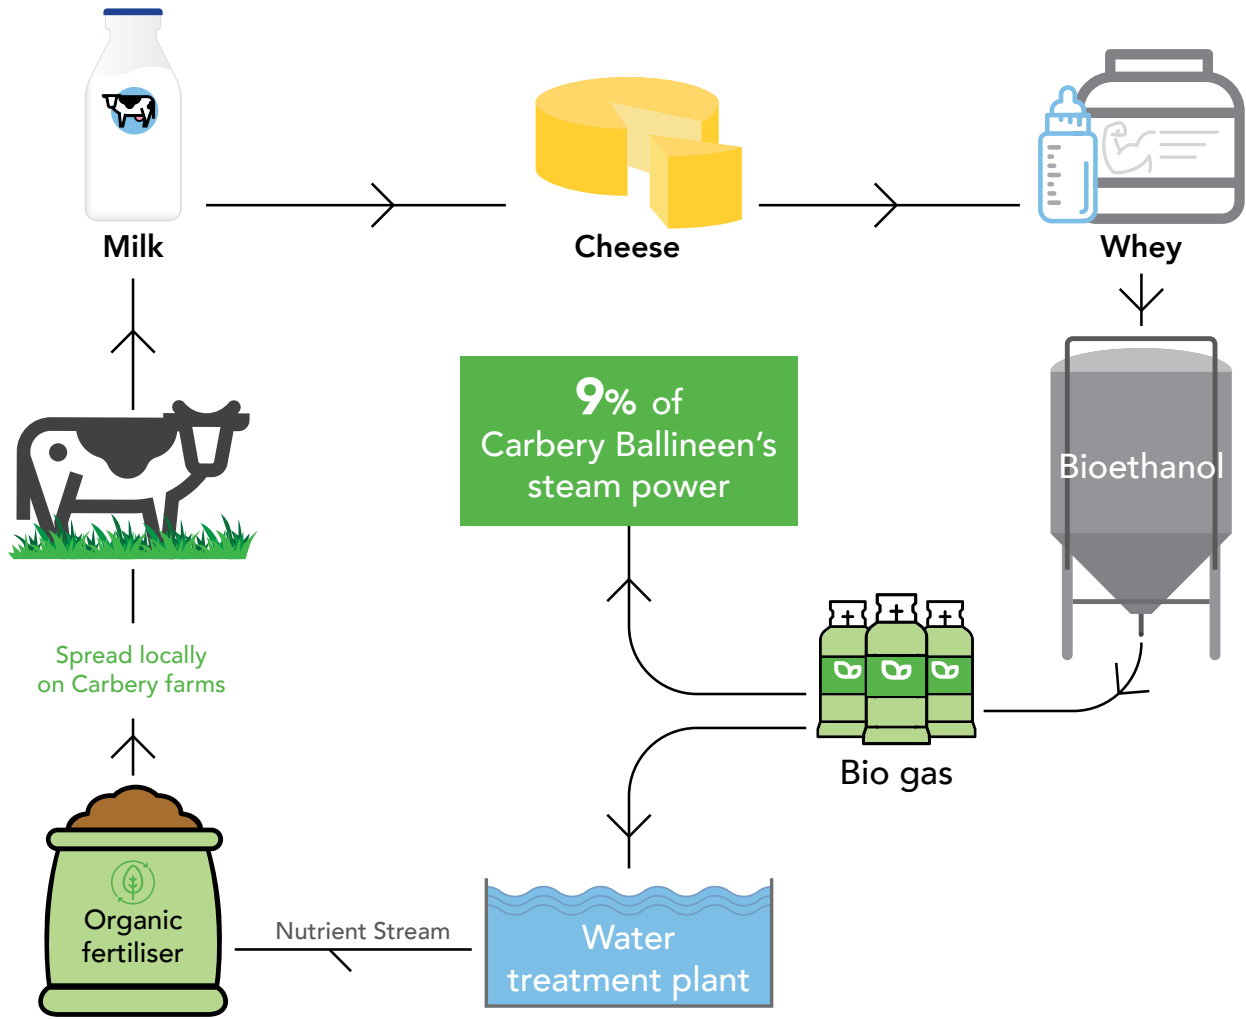 Milk
Cheese
Whey
9% of
Carbery Ballineen’s
steam power
Bioethanol
Spread locally
on Carbery farms
Bio gas
Organic
fertiliser
Nutrient Stream
Water
treatment plant